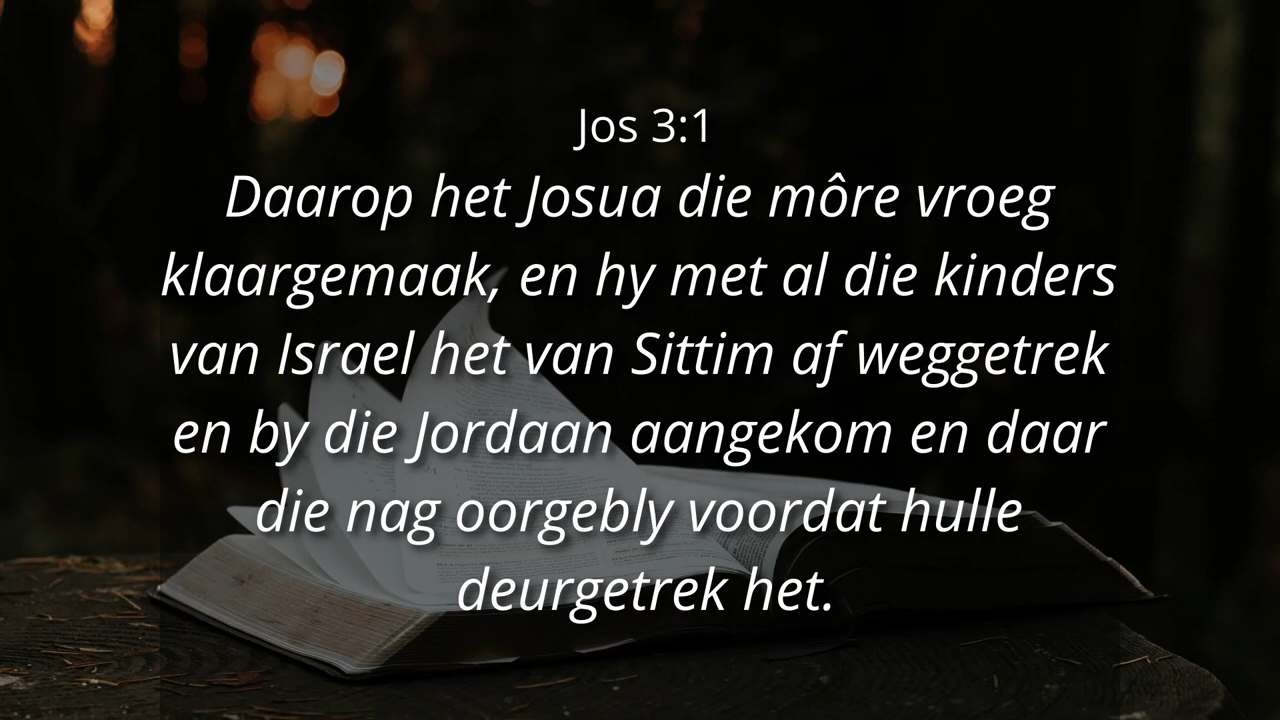 Jos 3:1
Daarop het Josua die môre vroeg
klaargemaak, en hy met al die kinders
van Israel het van Sittim af weggetrek
en by die Jordaan aangekom en daar
die nag oorgebly voordat hulle
deurgetrek het.